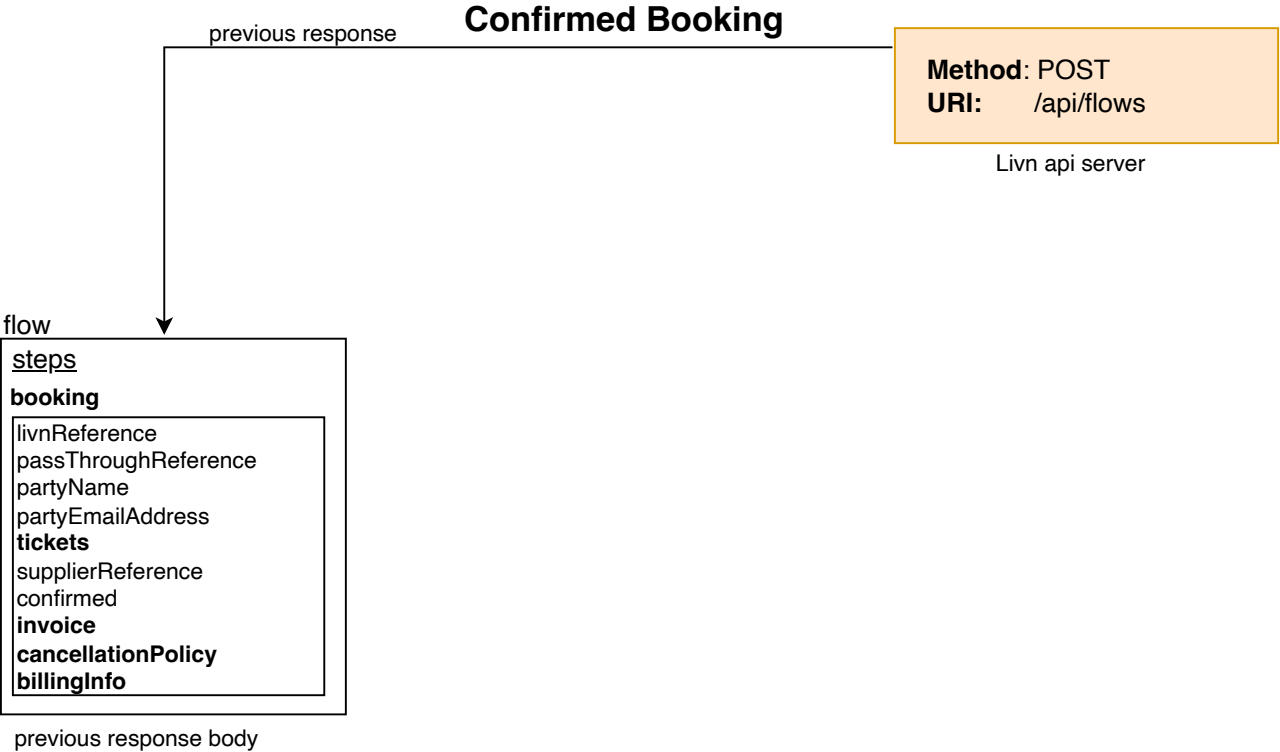 Confirmed Booking
previous response
Method: POST
URI: /api/flows
Livn api server
flow
steps
booking
livnReference
passThroughReference
partyName
partyEmailAddress
tickets
supplierReference
confirmed
invoice
cancellationPolicy
billingInfo
previous response body